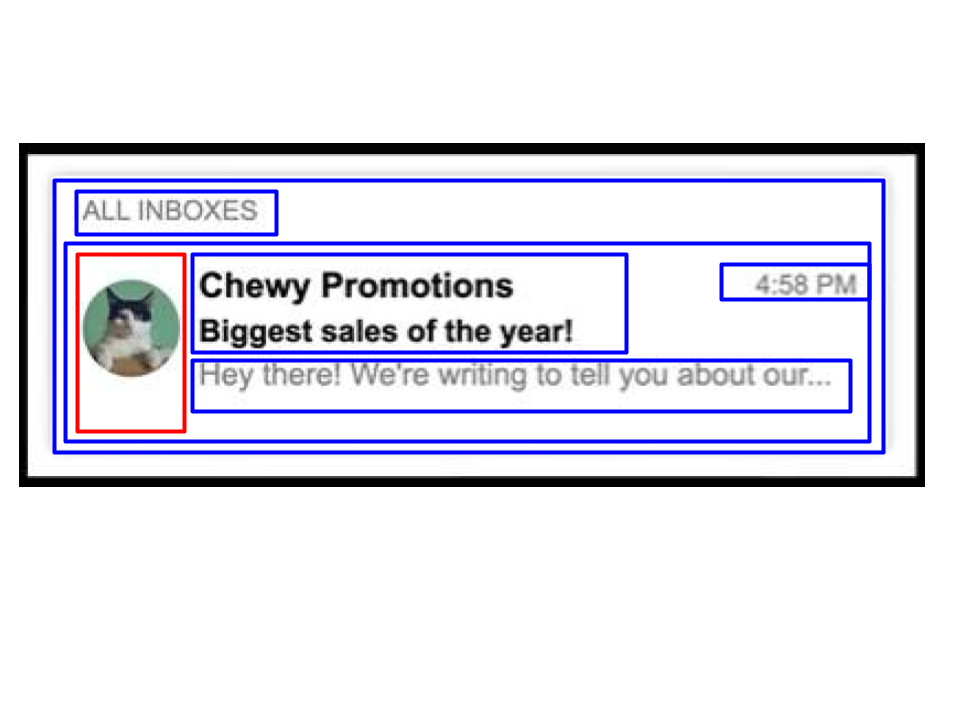 ALL INBOXES
Chewy Promotions
4:58 PM
Biggest sales of the year!
Hey there! We're writing to tell you about our...